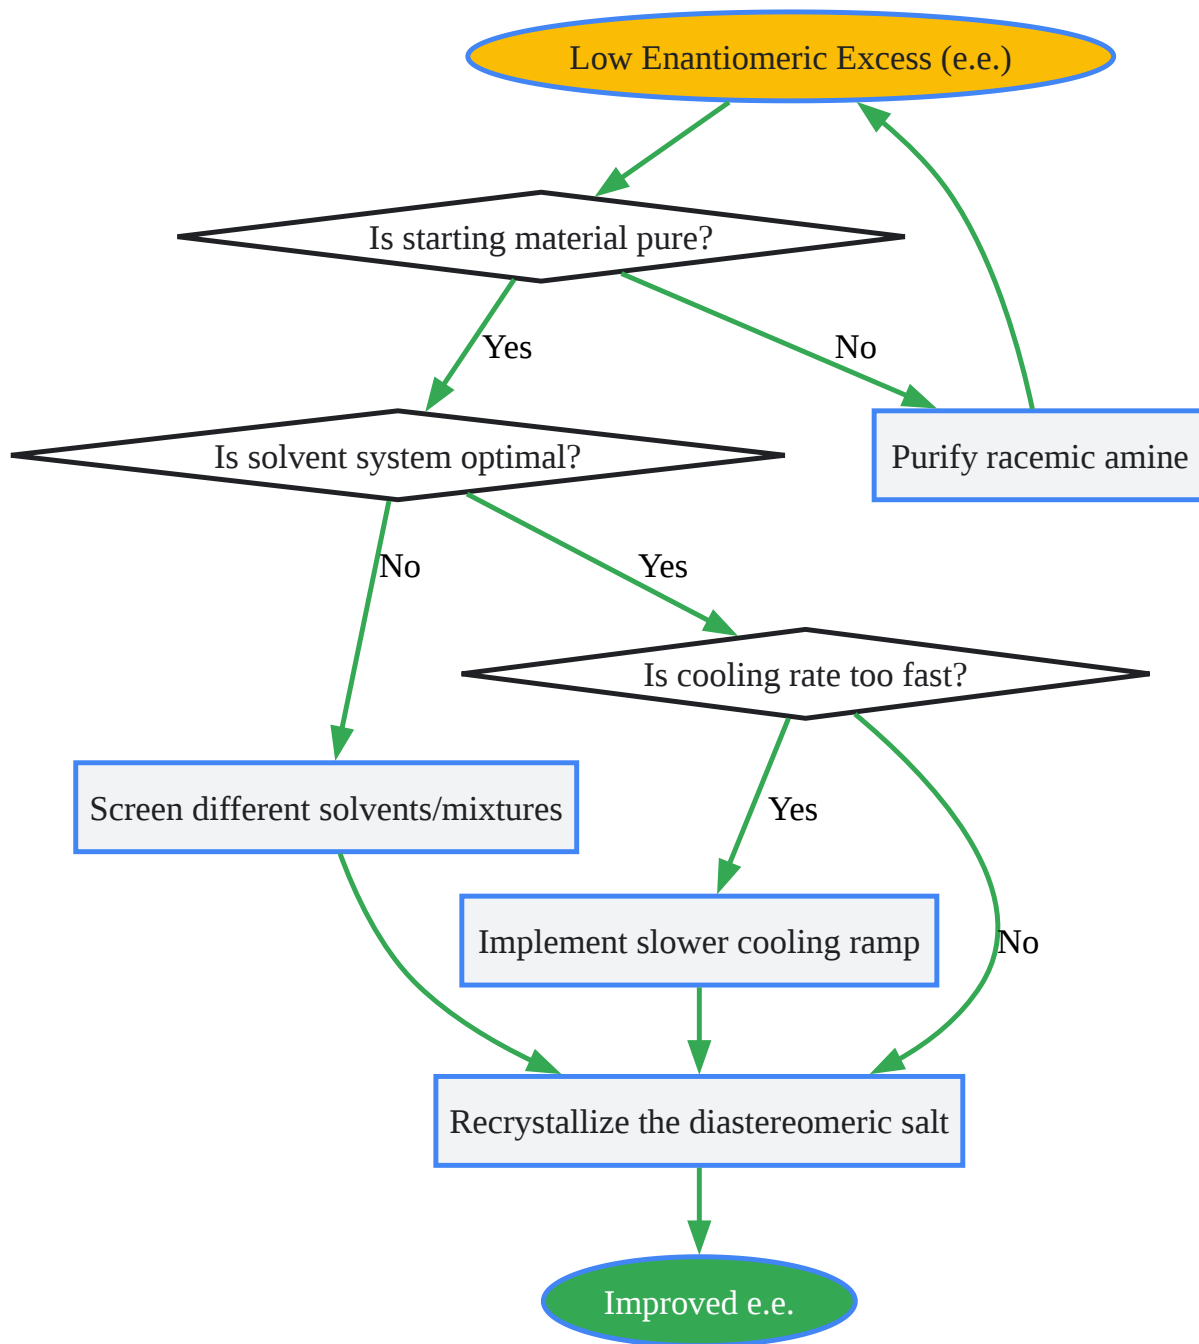 Low Enantiomeric Excess (e.e.)
Is starting material pure?
Yes
No
Is solvent system optimal?
Purify racemic amine
No
Yes
Is cooling rate too fast?
Screen different solvents/mixtures
Yes
Implement slower cooling ramp
No
Recrystallize the diastereomeric salt
Improved e.e.